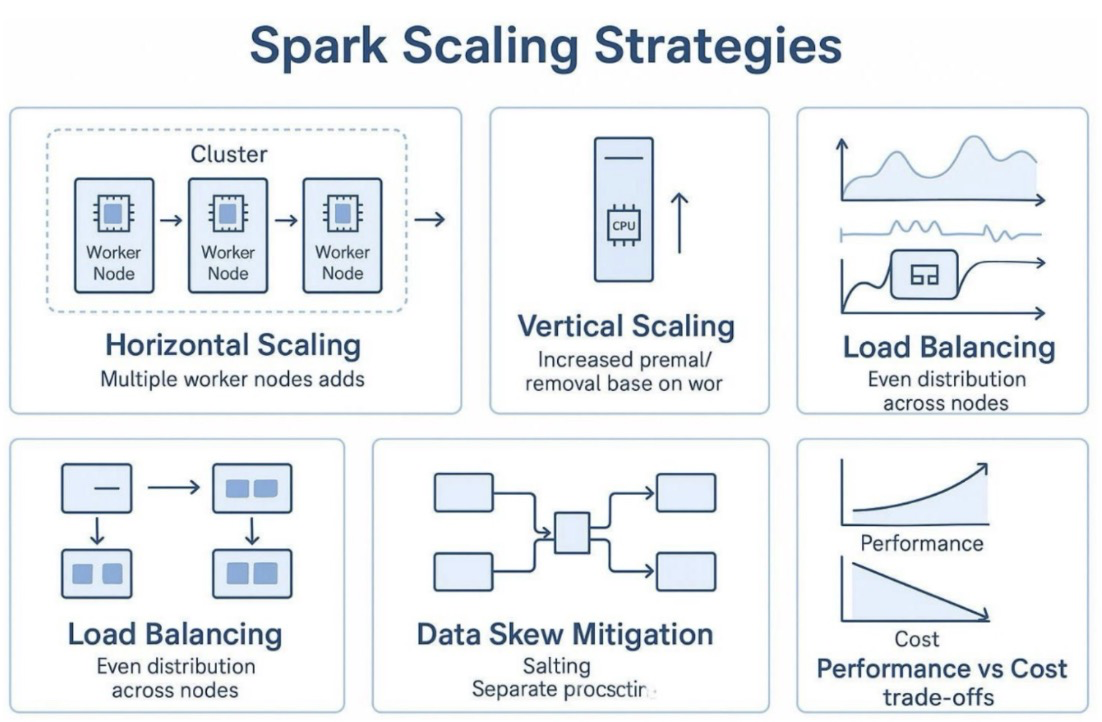 Spark Scaling Strategies
Cluster
Worker
Node
Worker
Node
Worker
Node
Horizontal Scaling
Multiple worker nodes adds
CPU
Vertical Scaling
Increased premal/
removal base on wor
Load Balancing
Even distribution
across nodes
Load Balancing
Even distribution
across nodes
Data Skew Mitigation
Salting
Separate
Performance
Cost
Performance vs Cost
trade-offs